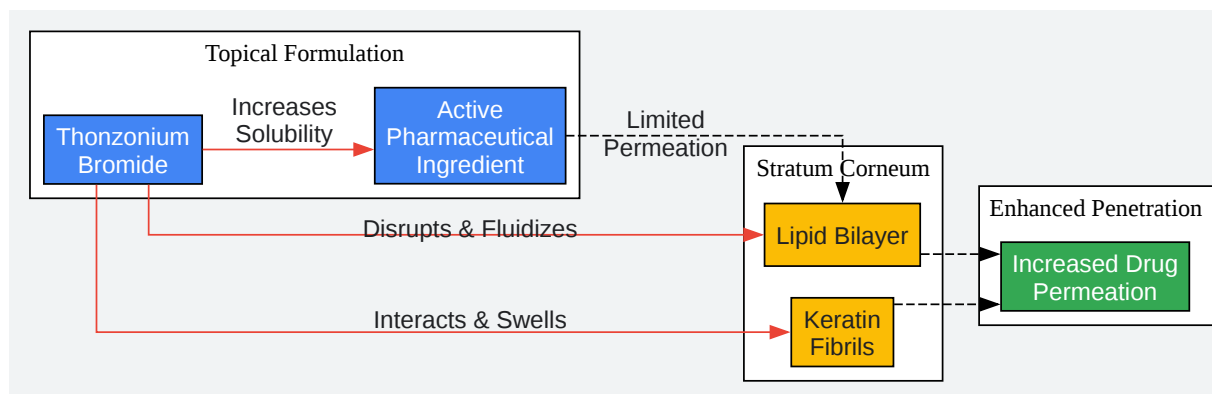 Topical Formulation
Thonzonium
Bromide
Increases
Solubility
Active
Pharmaceutical
Ingredient
Limited
Permeation
Stratum Corneum
Lipid Bilayer
Disrupts & Fluidizes
Enhanced Penetration
Increased Drug
Permeation
Interacts & Swells
Keratin
Fibrils